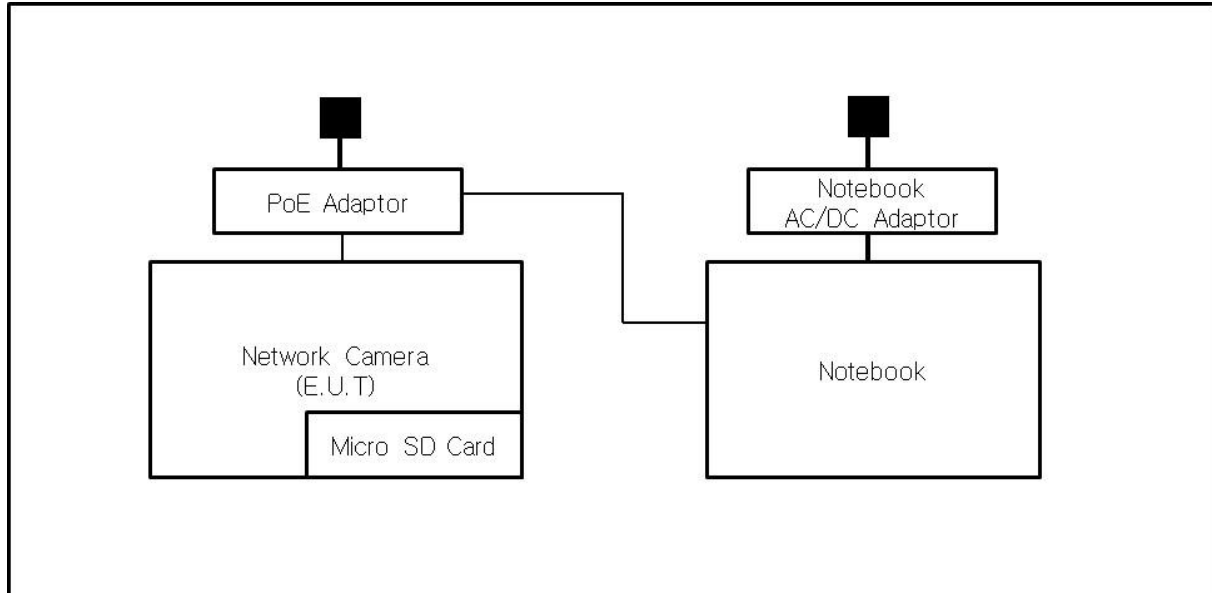 PoE Adaptor
Notebook
AC/DC Adaptor
Network Camera
(E.U.T)
Micro SD Card
Notebook